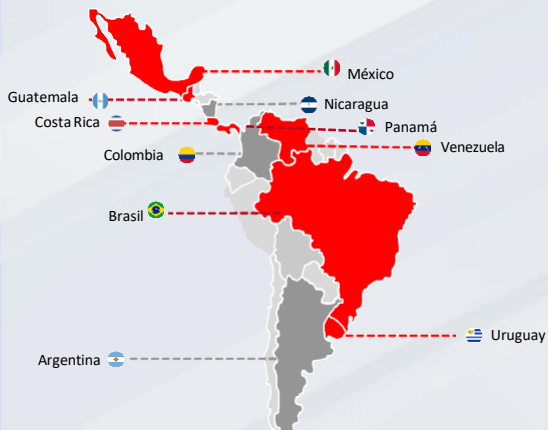 México
Guatemala
Nicaragua
Costa Rica
Panamá
Venezuela
Colombia
Brasil
Uruguay
Argentina